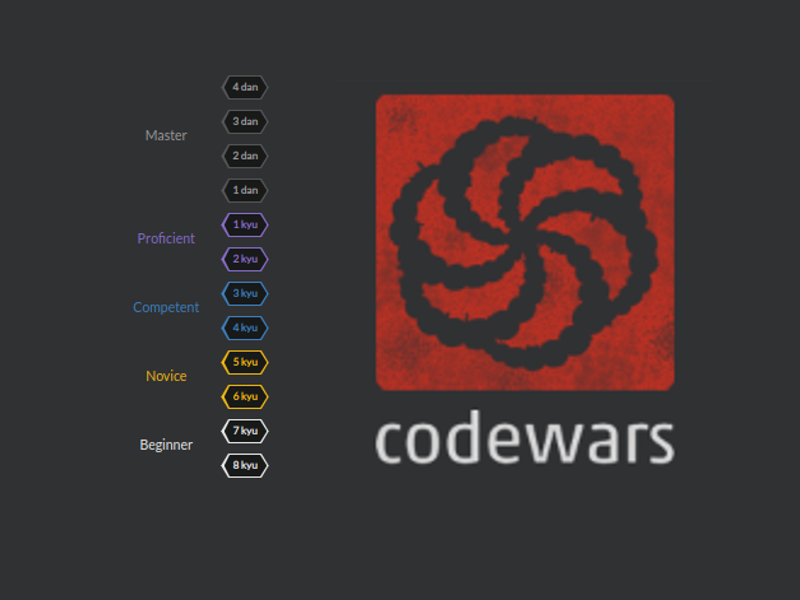 4 dan
3 dan
Master
2 dan
1 dan
1 kyu
Proficient
2 kyu
3 kyu
Competent
4 kyu
5 kyu
Novice
6 kyu
7 kyu
Beginner
8 kyu
codewars